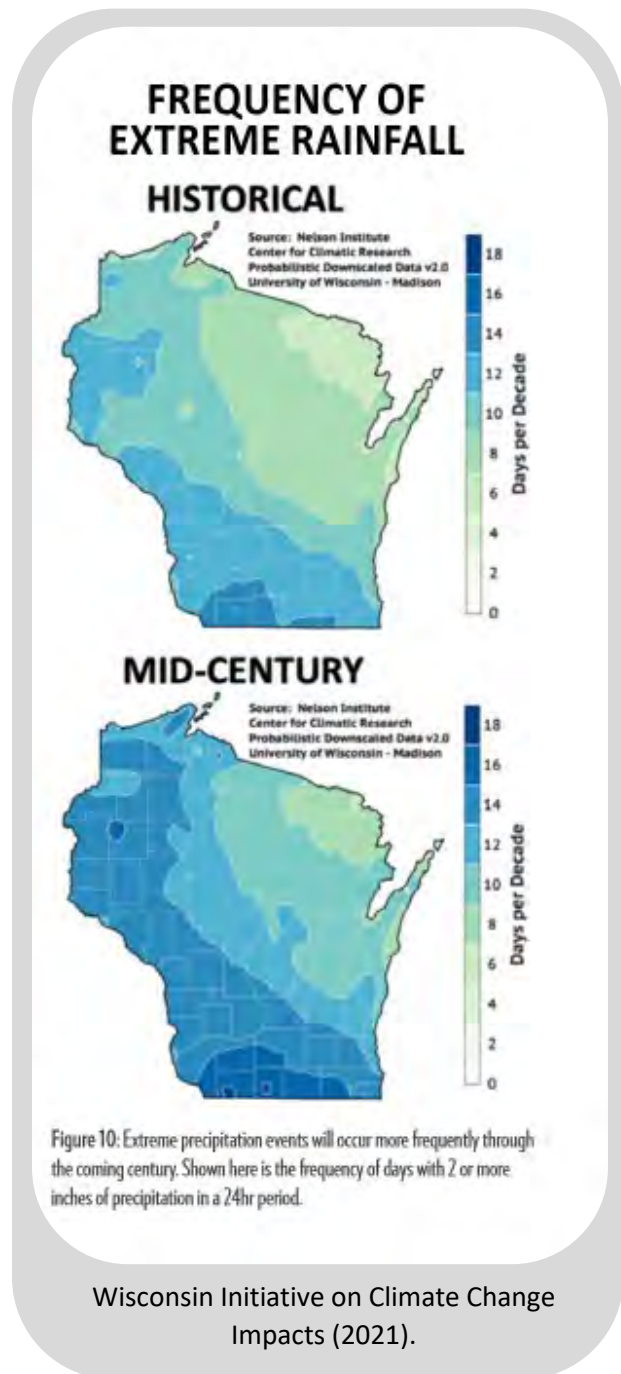 FREQUENCY OF
EXTREME RAINFALL
HISTORICAL
Source: Nelson Institute
Center for Climatic Research
Probabilistic Downscaled Data v2.0
University of Wisconsin - Madison
18
16
14
12
10
8
6
4
2
0
Days per Decade
MID-CENTURY
Source: Nelson Institute
Center for Climatic Research
Probabilistic Downscaled Data v2.0
University of Wisconsin - Madison
18
16
14
12
10
8
6
4
2
0
Days per Decade
Figure 10: Extreme precipitation events will occur more frequently through
the coming century. Shown here is the frequency of days with 2 or more
inches of precipitation in a 24hr period.
Wisconsin Initiative on Climate Change
Impacts (2021).